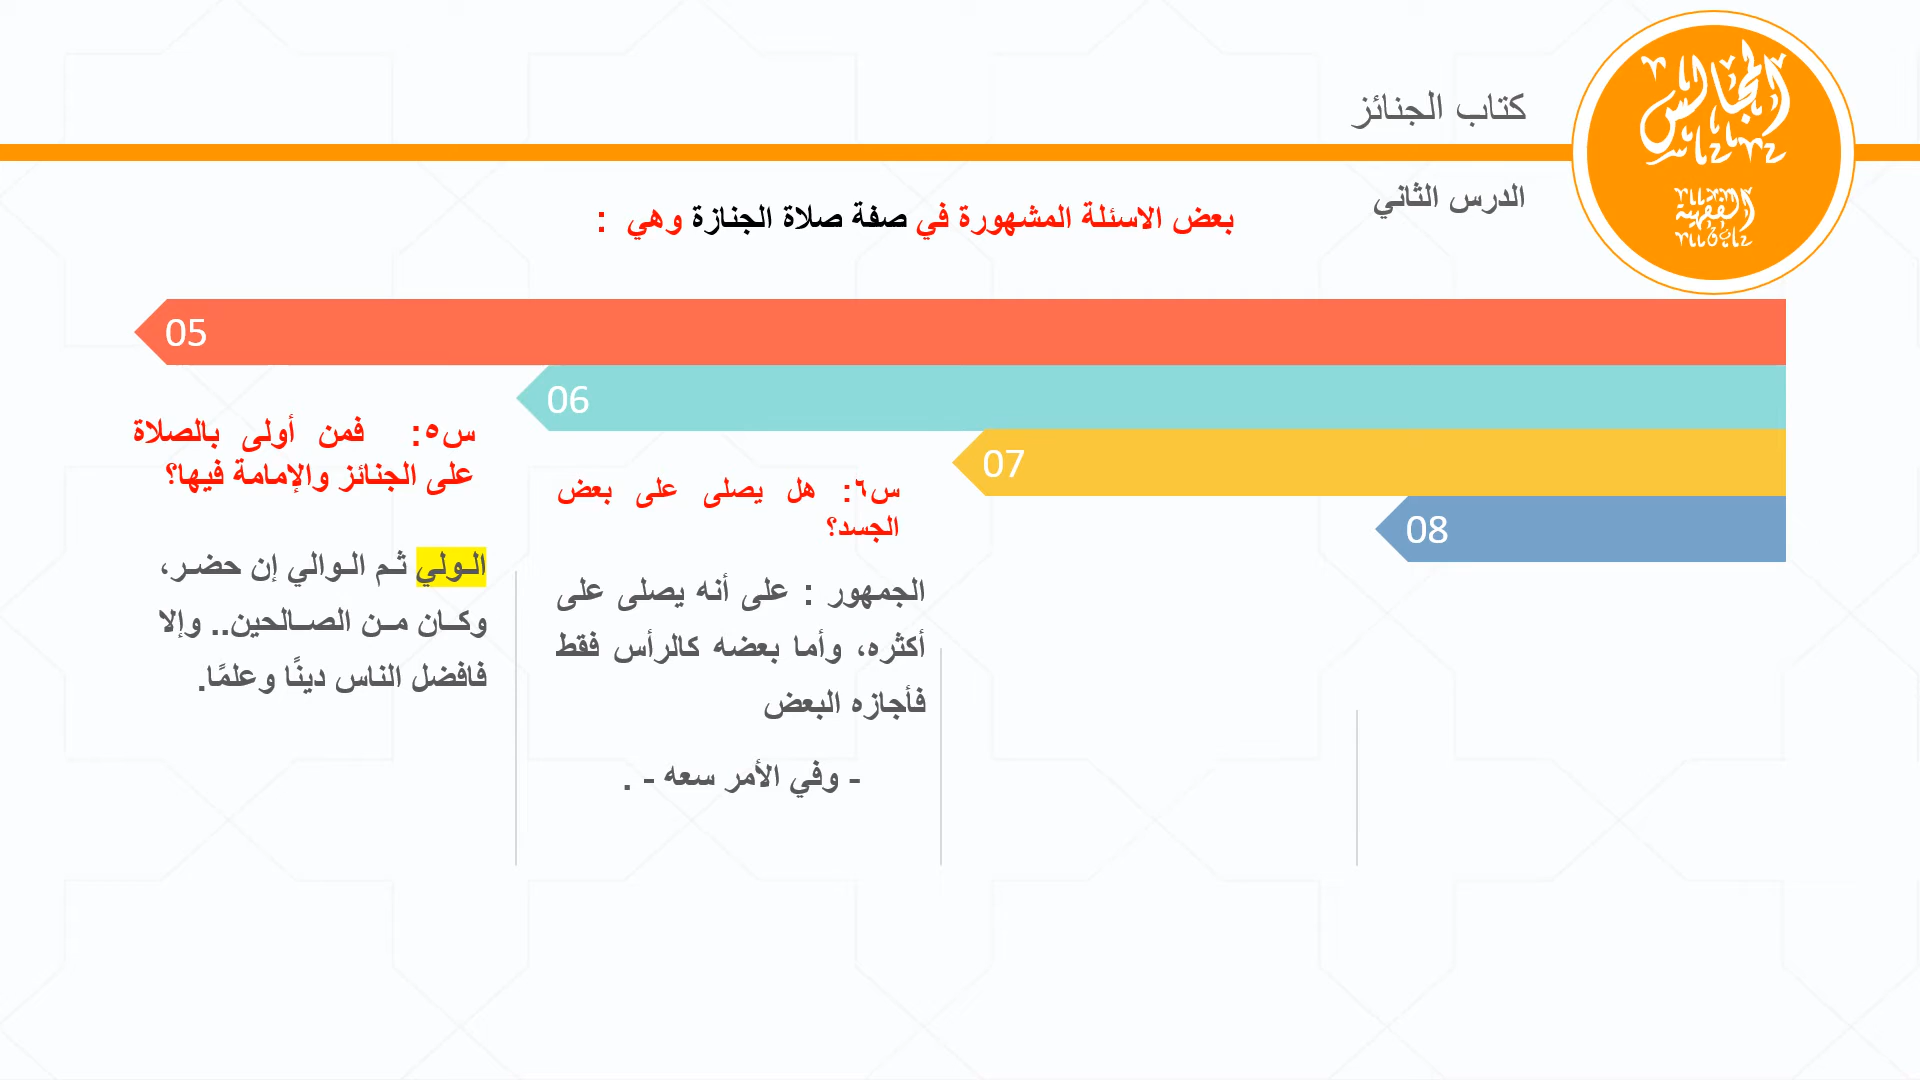 المجالس
الفقهية
كتاب الجنائز
الدرس الثاني
بعض الاسئلة المشهورة في صفة صلاة الجنازة وهي :
05
06
07
08
س٥: فمن أولى بالصلاة
على الجنائز والإمامة فيها؟
الولي ثم الوالي إن حضر،
وكان من الصالحين.. وإلا
فافضل الناس دينًا وعلمًا.
س٦: هل يصلى على بعض
الجسد؟
الجمهور : على أنه يصلى على
أكثره، وأما بعضه كالرأس فقط
فأجازه البعض
- وفي الأمر سعه - .